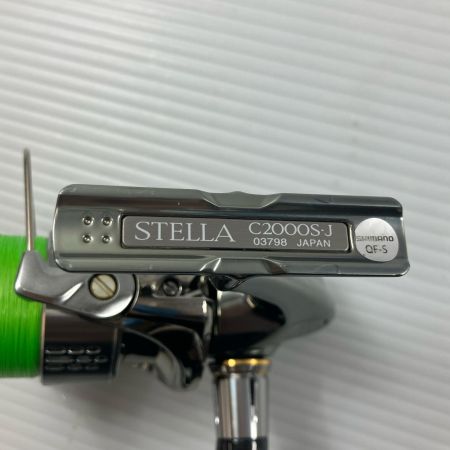 STELLA C2000S-J
03798 JAPAN
SHIMANO
QF-S